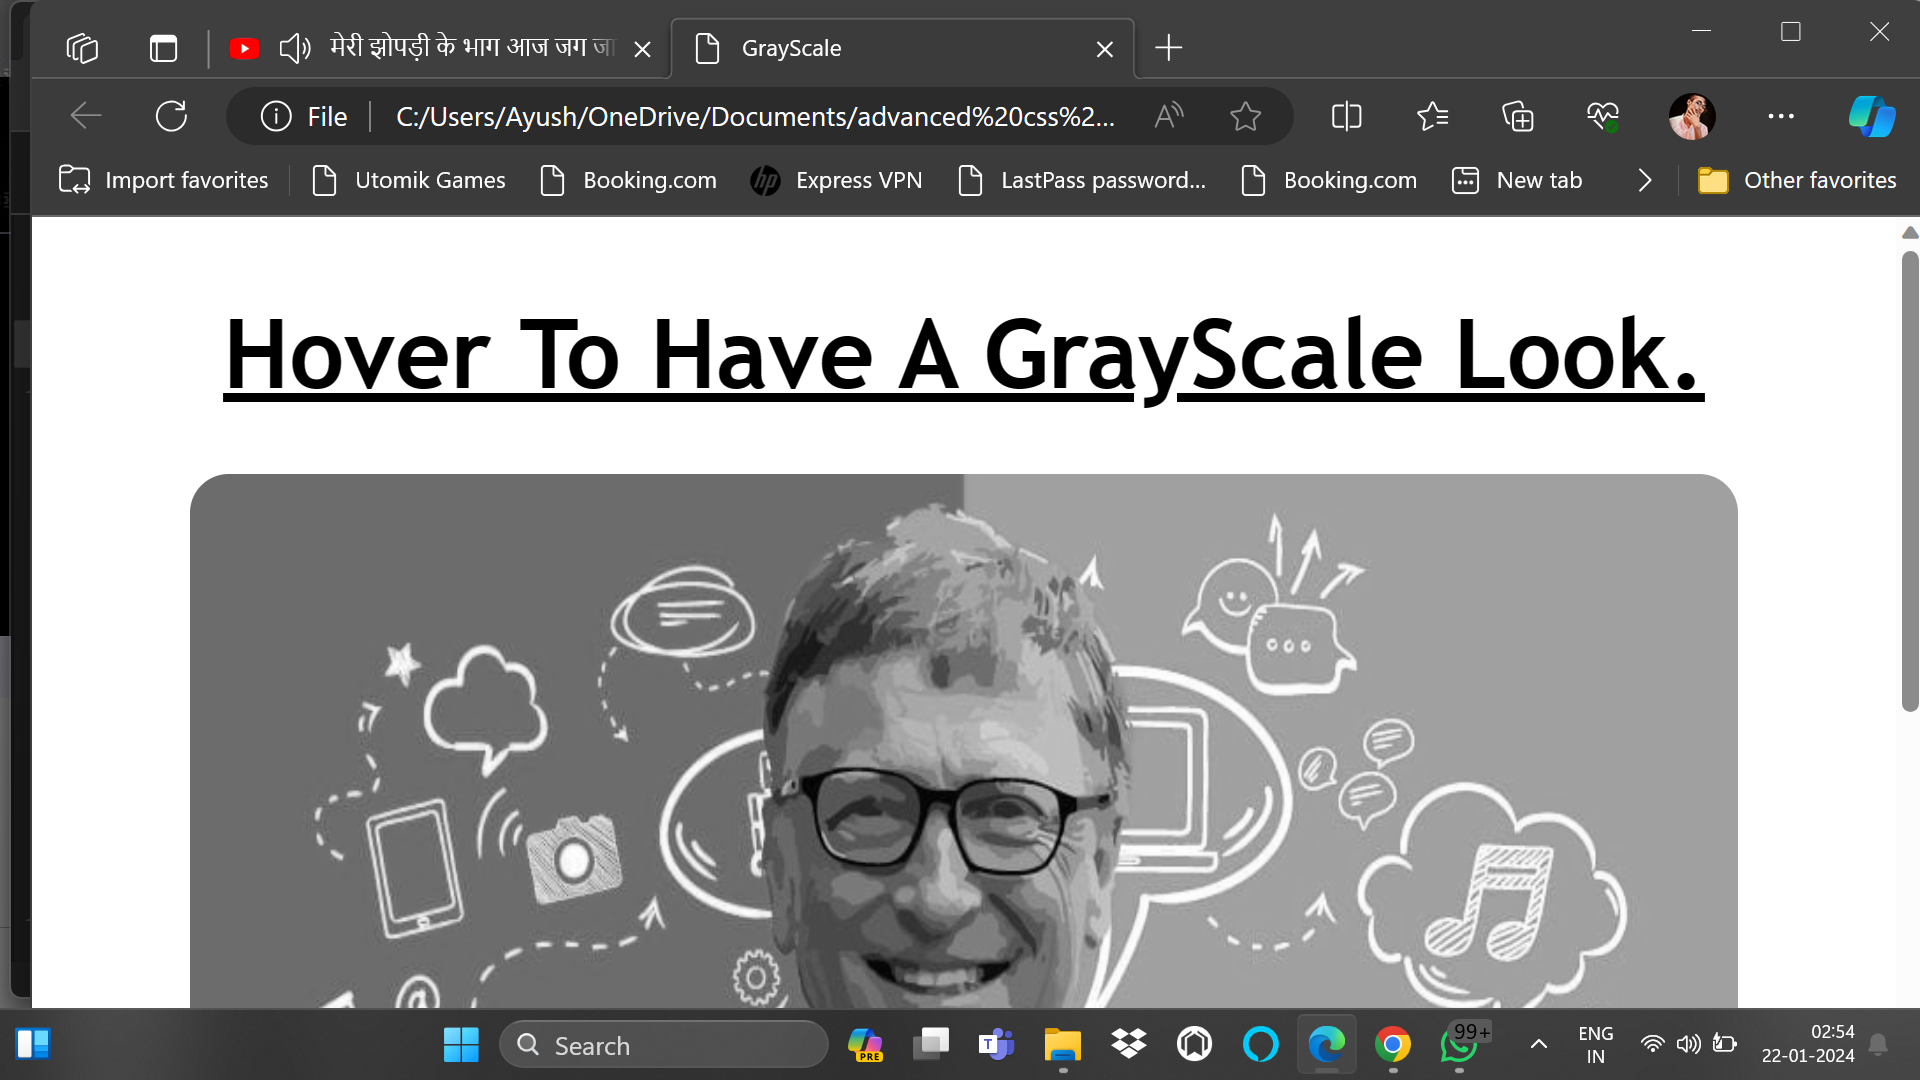 मेरी झोपड़ी के भाग आज जग जा
GrayScale
File
C:/Users/Ayush/OneDrive/Documents/advanced%20css%2...
Import favorites
Utomik Games
Booking.com
Express VPN
LastPass password...
Booking.com
New tab
Other favorites
Hover To Have A GrayScale Look.
@
Search
PRE
T
99+
ENG
IN
02:54
22-01-2024